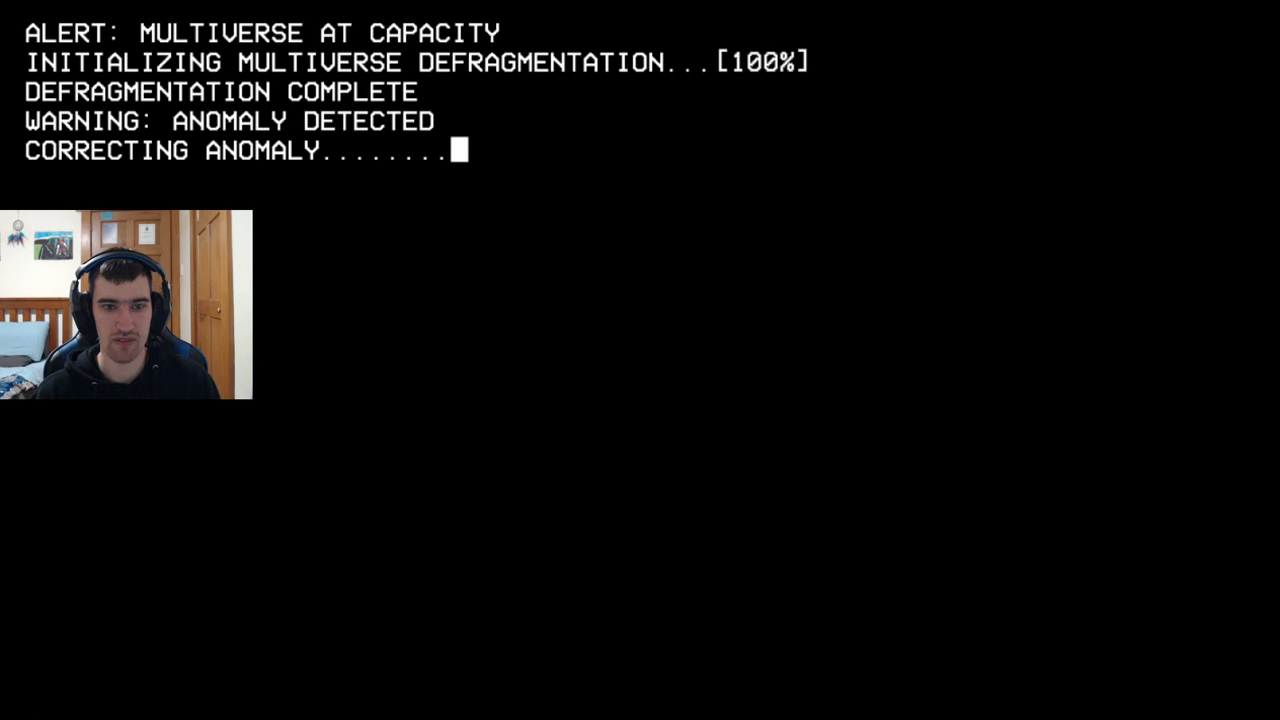 ALERT: MULTIVERSE AT CAPACITY
INITIALIZING MULTIVERSE DEFRAGMENTATION...[100%]
DEFRAGMENTATION COMPLETE
WARNING: ANOMALY DETECTED
CORRECTING ANOMALY........